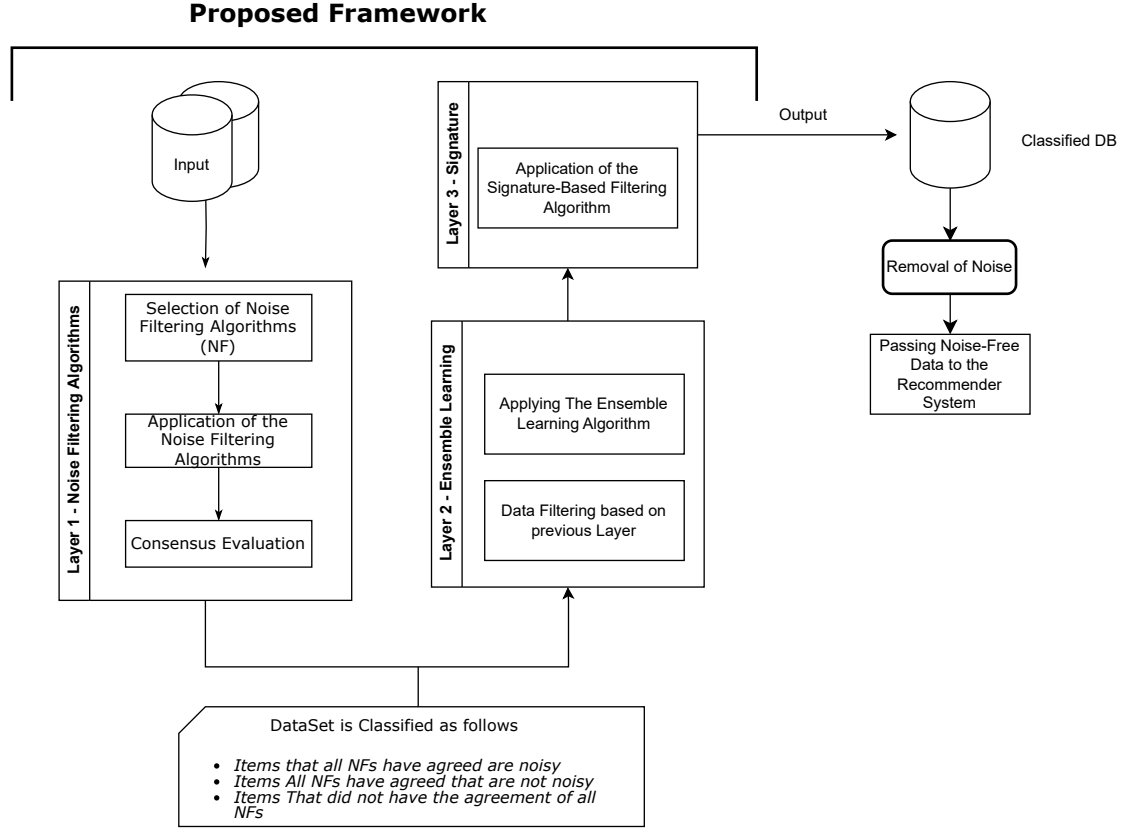 Proposed Framework
Input
Layer 1 - Noise Filtering Algorithms
Selection of Noise
Filtering Algorithms
(NF)
Application of the
Noise Filtering
Algorithms
Consensus Evaluation
DataSet is Classified as follows
• Items that all NFs have agreed are noisy
• Items All NFs have agreed that are not noisy
• Items That did not have the agreement of all
NFs
Layer 2 - Ensemble Learning
Applying The Ensemble
Learning Algorithm
Data Filtering based on
previous Layer
Layer 3 - Signature
Application of the
Signature-Based Filtering
Algorithm
Output
Classified DB
Removal of Noise
Passing Noise-Free
Data to the
Recommender
System